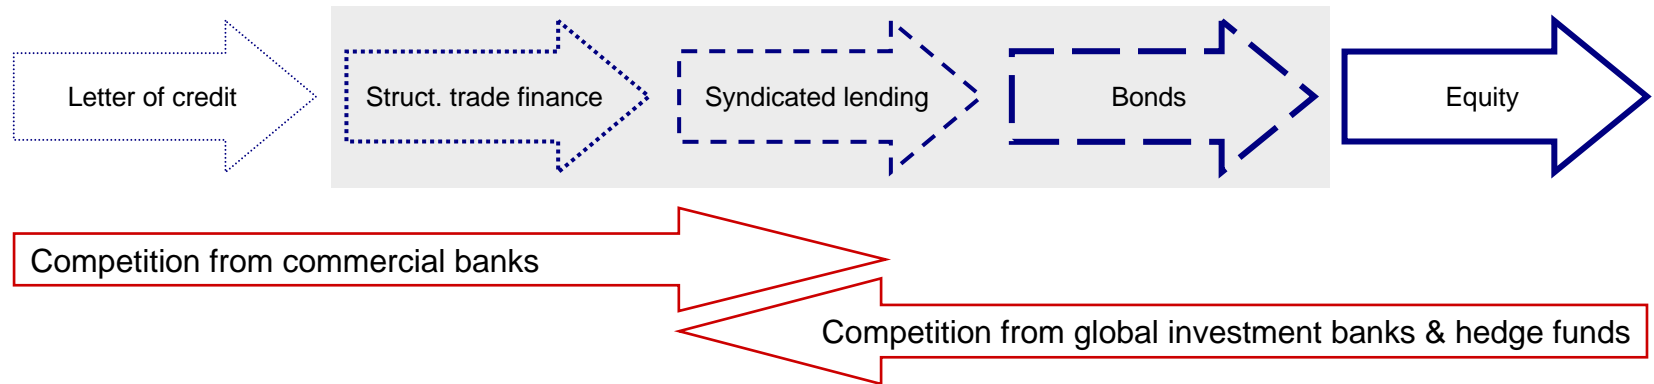 Letter of credit
Struct. trade finance
Syndicated lending
Bonds
Equity
Competition from commercial banks
Competition from global investment banks & hedge funds